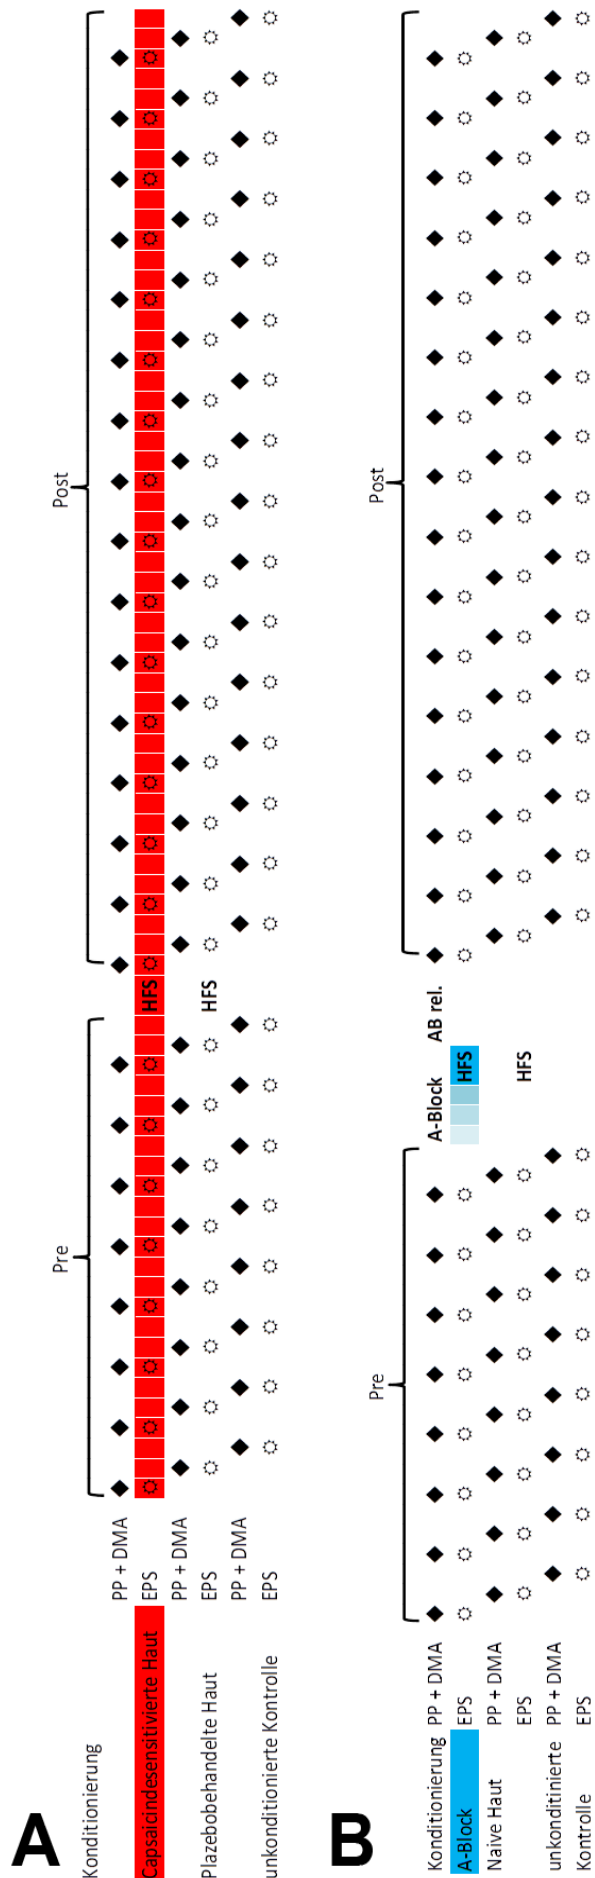 A
Pre
Post
Konditionierung
PP + DMA
Capsaicindesensitivierte Haut
EPS
HFS
PP + DMA
Plazebobehandelte Haut
EPS
HFS
PP + DMA
unkonditionierte Kontrolle
EPS
B
Pre
Post
Konditionierung PP + DMA
A-Block AB rel.
A-Block EPS
HFS
Naive Haut PP + DMA
EPS
HFS
unkonditinierte PP + DMA
Kontrolle EPS